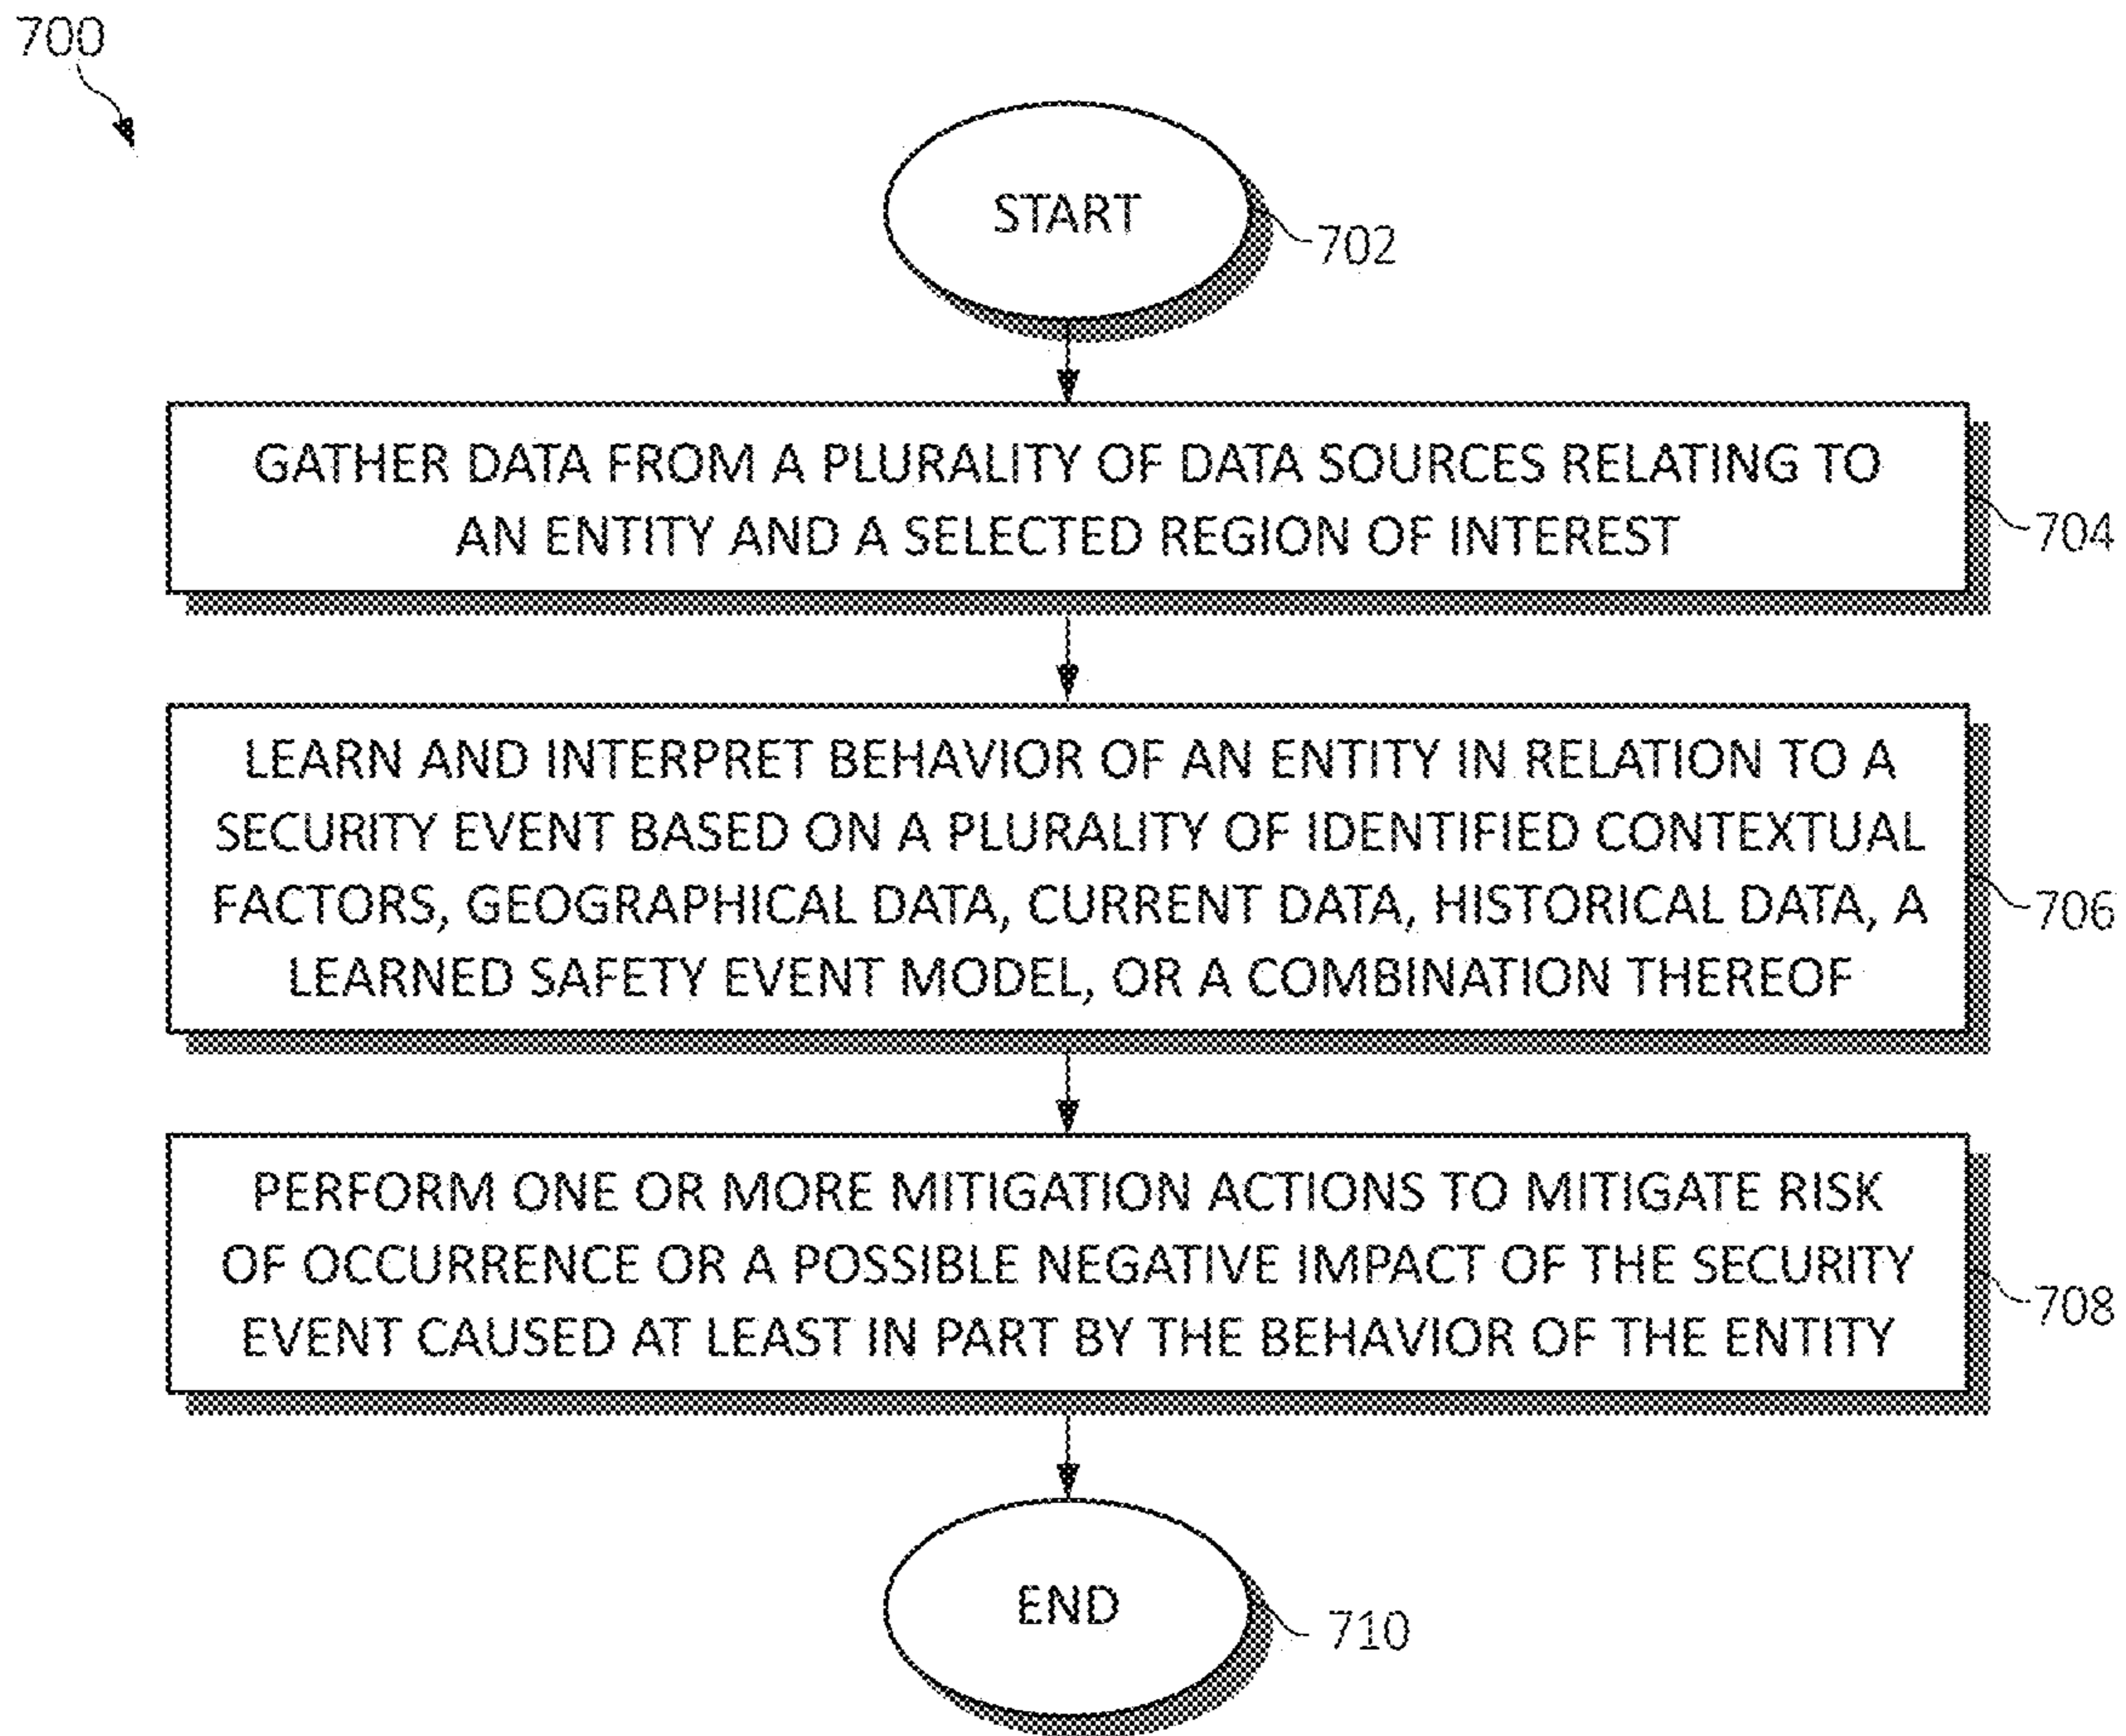 700
START
702
GATHER DATA FROM A PLURALITY OF DATA SOURCES RELATING TO
AN ENTITY AND A SELECTED REGION OF INTEREST
704
LEARN AND INTERPRET BEHAVIOR OF AN ENTITY IN RELATION TO A
SECURITY EVENT BASED ON A PLURALITY OF IDENTIFIED CONTEXTUAL
FACTORS, GEOGRAPHICAL DATA, CURRENT DATA, HISTORICAL DATA, A
LEARNED SAFETY EVENT MODEL, OR A COMBINATION THEREOF
706
PERFORM ONE OR MORE MITIGATION ACTIONS TO MITIGATE RISK
OF OCCURRENCE OR A POSSIBLE NEGATIVE IMPACT OF THE SECURITY
EVENT CAUSED AT LEAST IN PART BY THE BEHAVIOR OF THE ENTITY
708
END
710